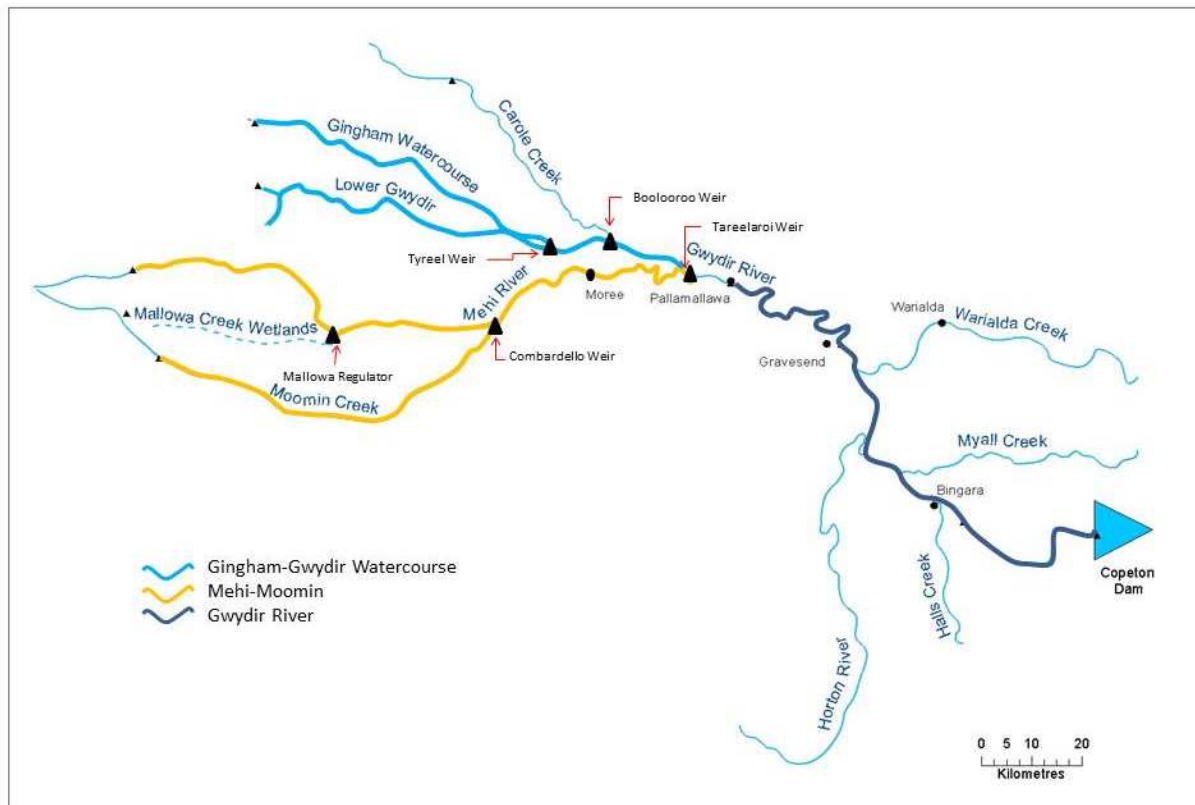 Carole Creek
Gingham Watercourse
Lower Gwydir
Boolooroo Weir
Tareelaroi Weir
Tyreel Weir
Gwydir River
Mehi River
Moree
Pallamallawa
Warialda
Warialda Creek
Mallowa Creek Wetlands
Gravesend
Combardello Weir
Mallowa Regulator
Moomin Creek
Myall Creek
Bingara
Gingham-Gwydir Watercourse
Mehi-Moomin
Gwydir River
Copeton
Dam
Halls Creek
Horton River
0 5 10 20
Kilometres